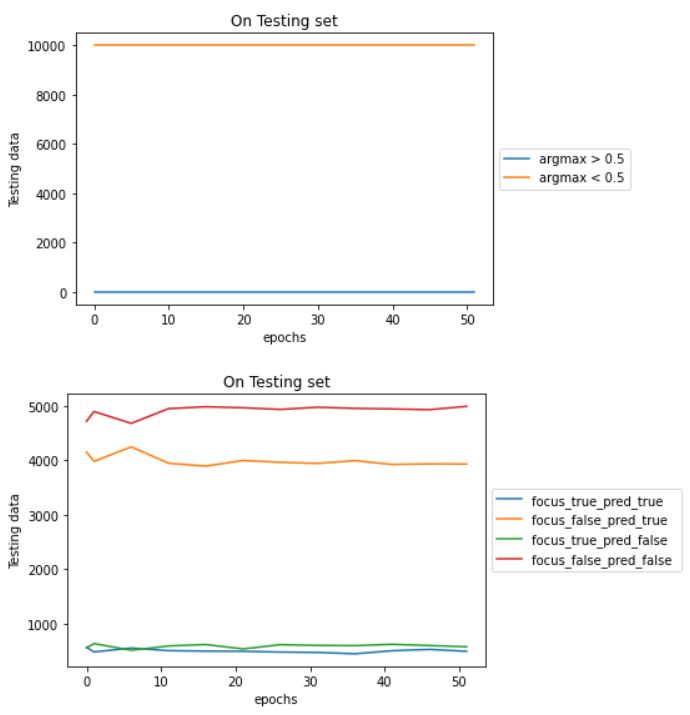 On Testing set
10000
8000
6000
4000
2000
0
Testing data
0 10 20 30 40 50
epochs
argmax > 0.5
argmax < 0.5
On Testing set
5000
4000
3000
2000
1000
Testing data
0 10 20 30 40 50
epochs
focus_true_pred_true
focus_false_pred_true
focus_true_pred_false
focus_false_pred_false